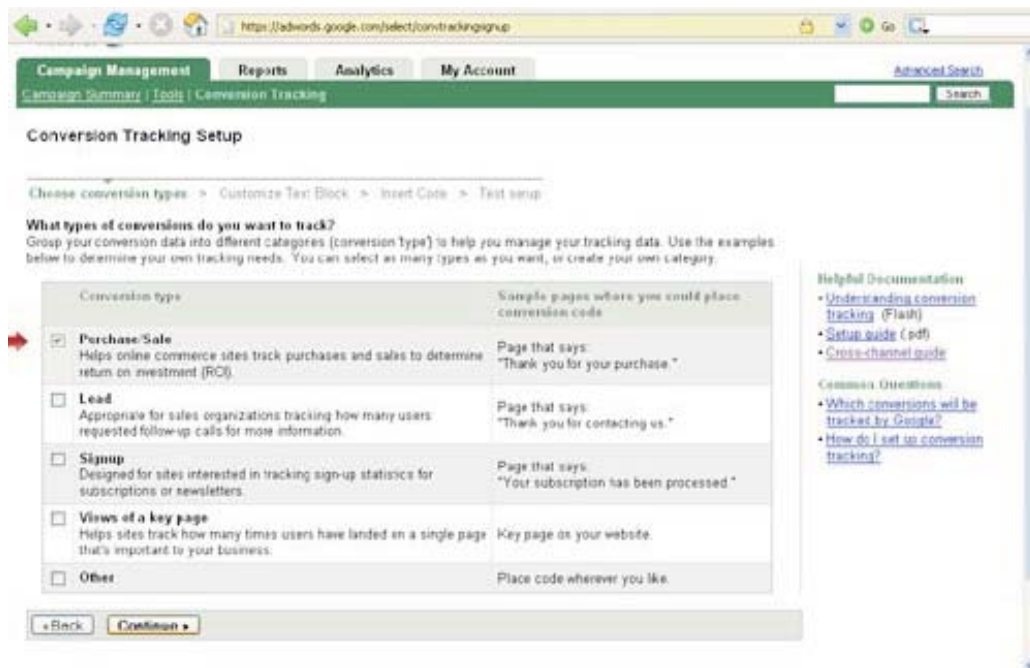 https://adwords.google.com/select/convtrackingsignup
Go
Campaign Management Reports Analytics My Account
Advanced Search
Campaign Summary | Tools | Conversion Tracking
Search
Conversion Tracking Setup
Choose conversion types > Customize Text Block > Insert Code > Test setup
What types of conversions do you want to track?
Group your conversion data into different categories (conversion 'type') to help you manage your tracking data. Use the examples
below to determine your own tracking needs. You can select as many types as you want, or create your own category.
Conversion type
Sample pages where you could place
conversion code
Purchase/Sale
Helps online commerce sites track purchases and sales to determine
return on investment (ROI).
Page that says:
"Thank you for your purchase."
Lead
Appropriate for sales organizations tracking how many users
requested follow-up calls for more information.
Page that says:
"Thank you for contacting us."
Signup
Designed for sites interested in tracking sign-up statistics for
subscriptions or newsletters.
Page that says:
"Your subscription has been processed."
Views of a key page
Helps sites track how many times users have landed on a single page
that's important to your business.
Key page on your website.
Other
Place code wherever you like.
« Back
Continue »
Helpful Documentation
• Understanding conversion
tracking (Flash)
• Setup guide (.pdf)
• Cross-channel guide
Common Questions
• Which conversions will be
tracked by Google?
• How do I set up conversion
tracking?